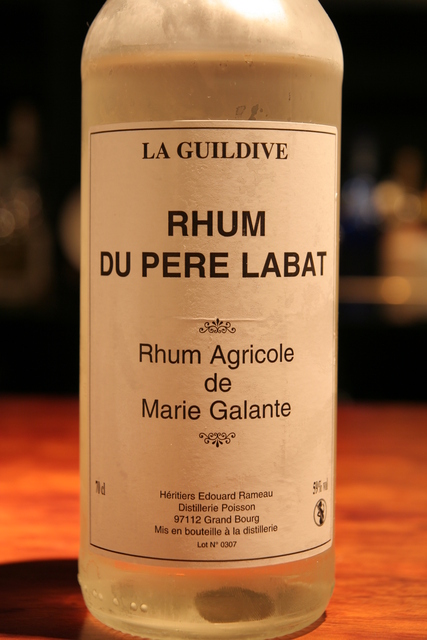 LA GUILDIVE
RHUM
DU PERE LABAT
Rhum Agricole
de
Marie Galante
70 cl 59% vol
Héritiers Edouard Rameau
Distillerie Poisson
97112 Grand Bourg
Mis en bouteille à la distillerie
Lot N° 0307